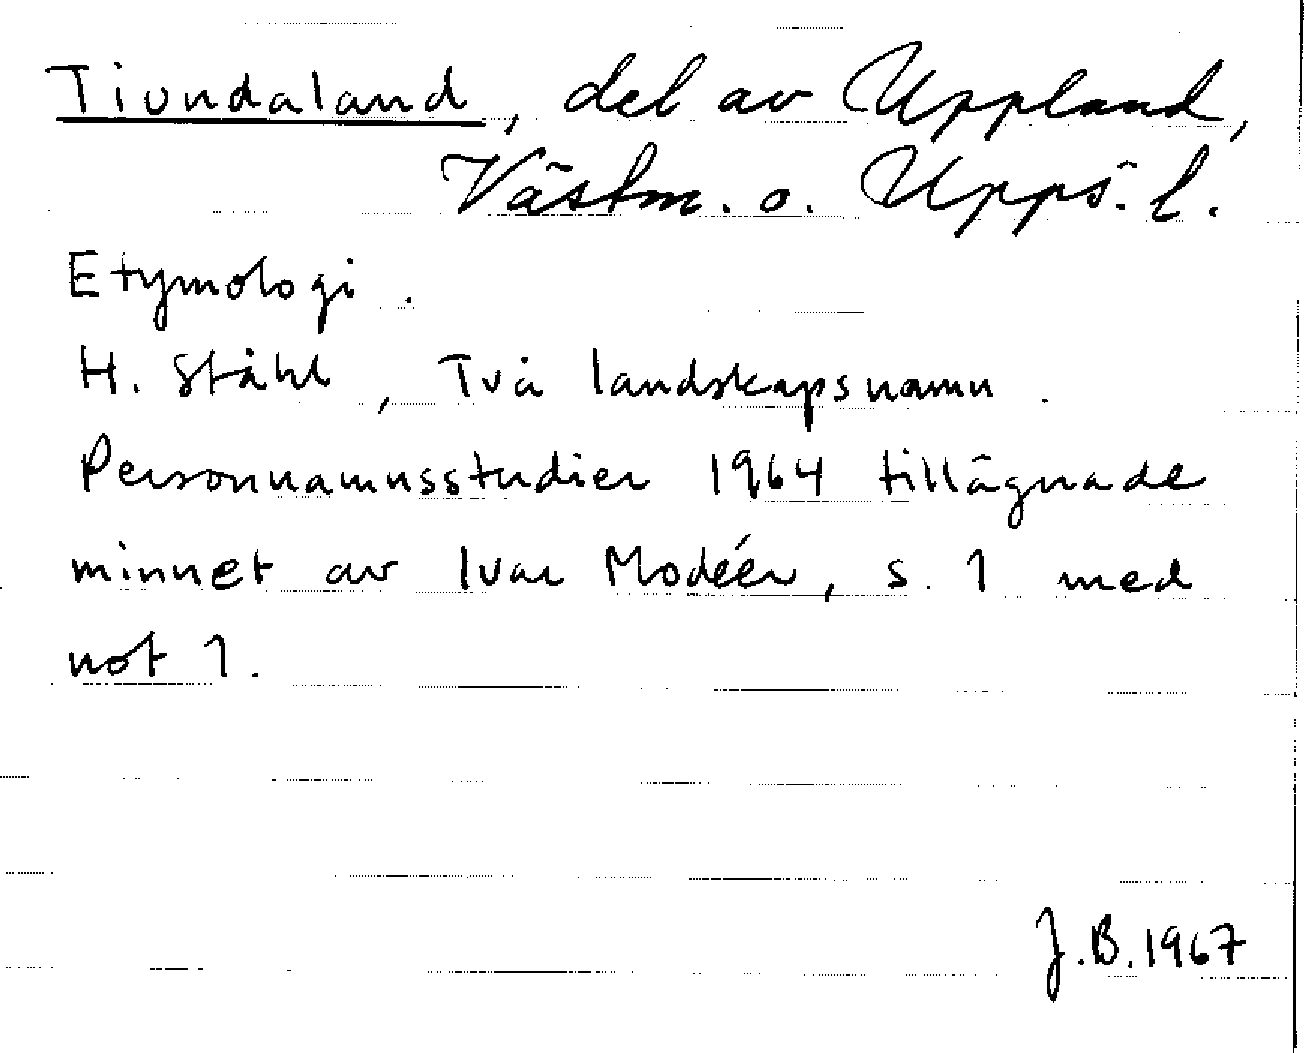 Tiundaland, del av Uppland,
Västm. o. Upps. l.
Etymologi.
H. Ståhl, Två landskapsnamn.
Personnamnsstudier 1964 tillägnade
minnet av Ivar Modéer, s. 1 med
not 1.
J.B. 1967